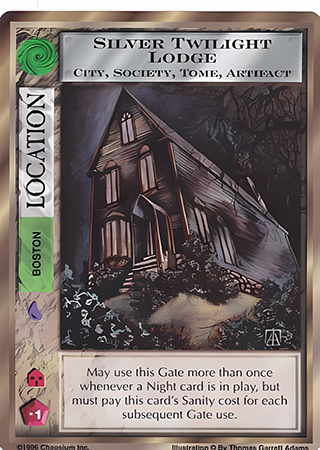 SILVER TWILIGHT
LODGE
CITY, SOCIETY, TOME, ARTIFACT
LOCATION
BOSTON
May use this Gate more than once
whenever a Night card is in play, but
must pay this card's Sanity cost for each
subsequent Gate use.
-1
©1996 Chaosium Inc.
Illustration © By Thomas Garrett Adams